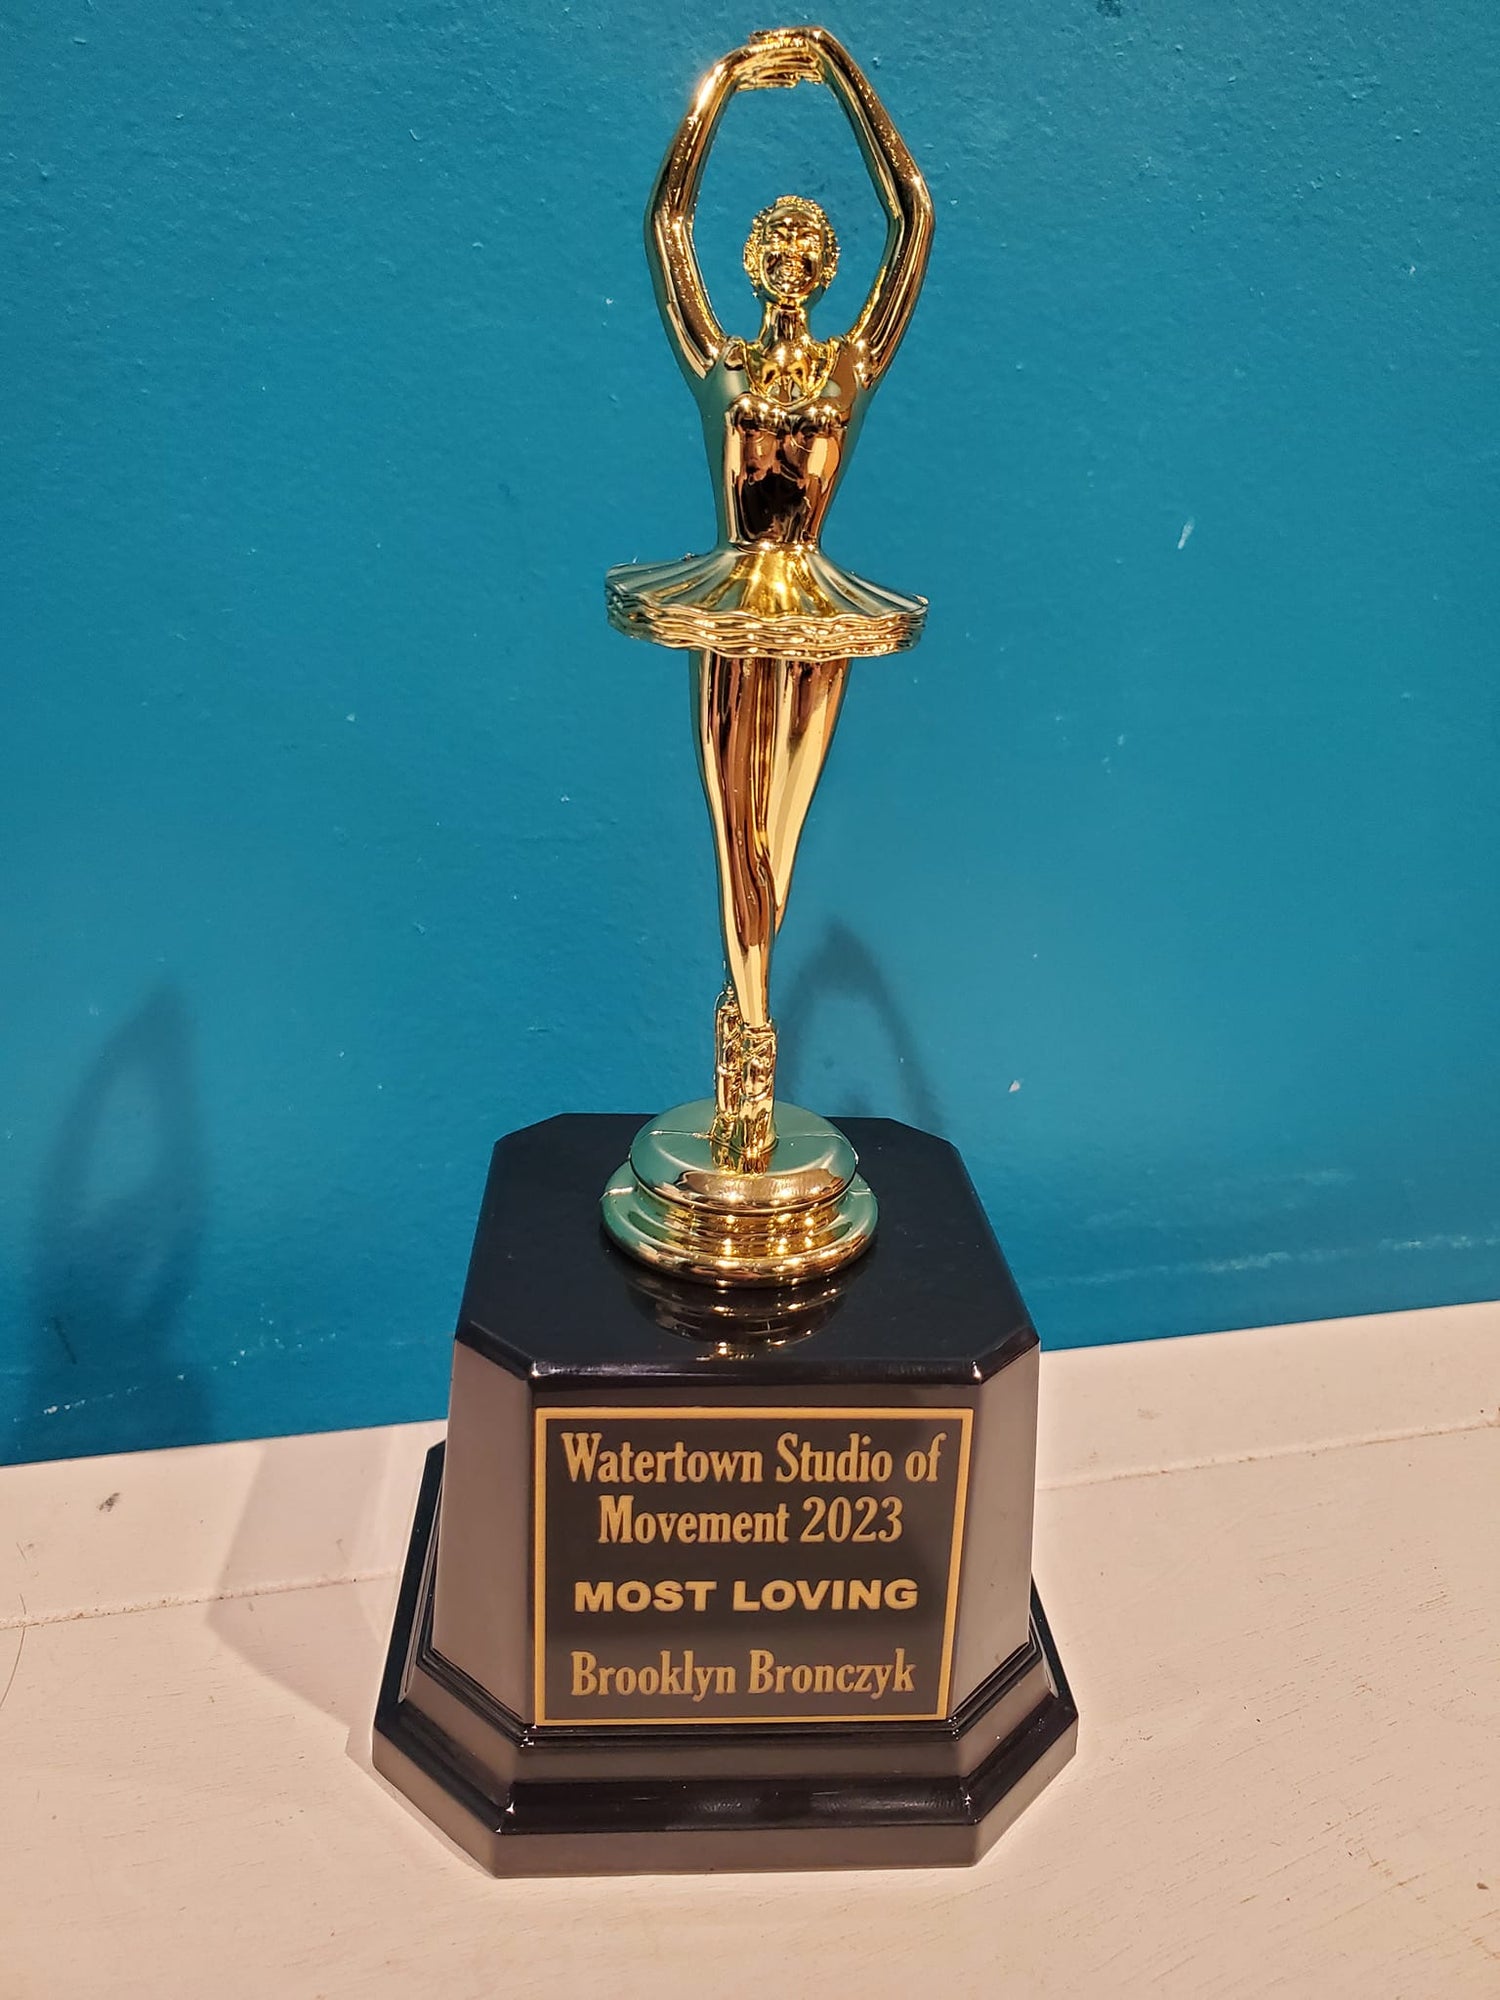 Watertown Studio of
Movement 2023
MOST LOVING
Brooklyn Bronczyk